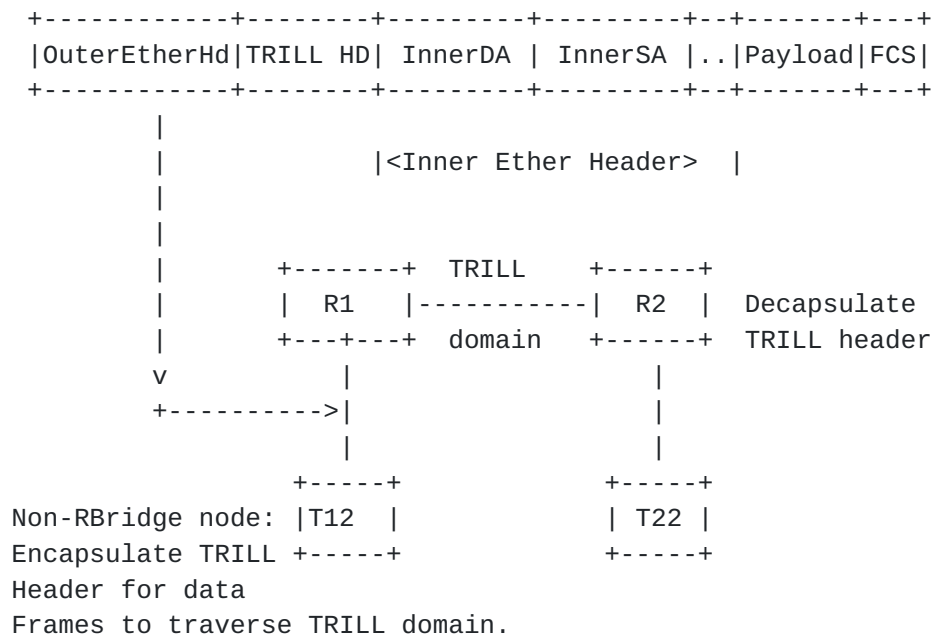 +------------+--------+---------+---------+--+-------+---+
|OuterEtherHd|TRILL HD| InnerDA | InnerSA |..|Payload|FCS|
+------------+--------+---------+---------+--+-------+---+
        |
        |             |<Inner Ether Header>  |
        |
        |
        |       +-------+  TRILL    +------+
        |       |  R1   |-----------|  R2  |  Decapsulate
        |       +---+---+  domain   +------+  TRILL header
        v           |                   |
        +---------->|                   |
                    |                   |
                 +-----+             +-----+
Non-RBridge node: |T12  |             | T22 |
Encapsulate TRILL +-----+             +-----+
Header for data
Frames to traverse TRILL domain.